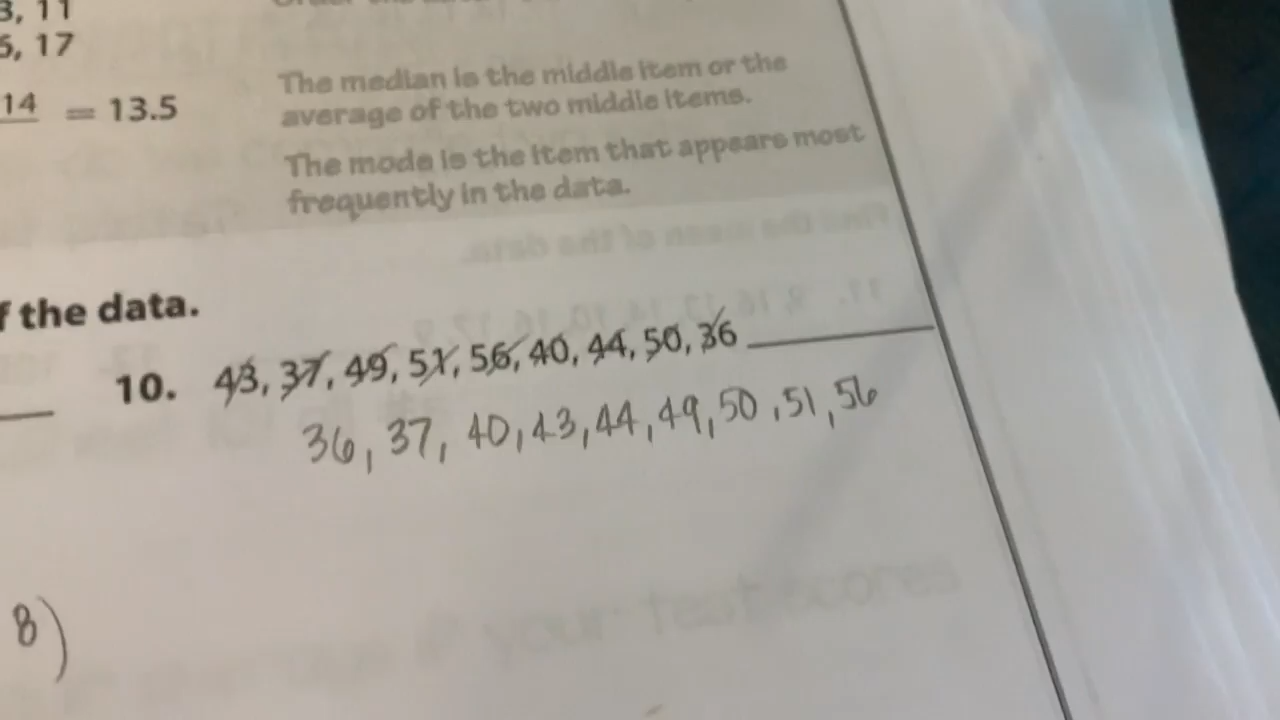 3, 11
5, 17
14 = 13.5
The median is the middle item or the
average of the two middle items.
The mode is the item that appears most
frequently in the data.
f the data.
10. 43, 37, 49, 51, 56, 40, 44, 50, 36
36, 37, 40, 43, 44, 49, 50, 51, 56
8)